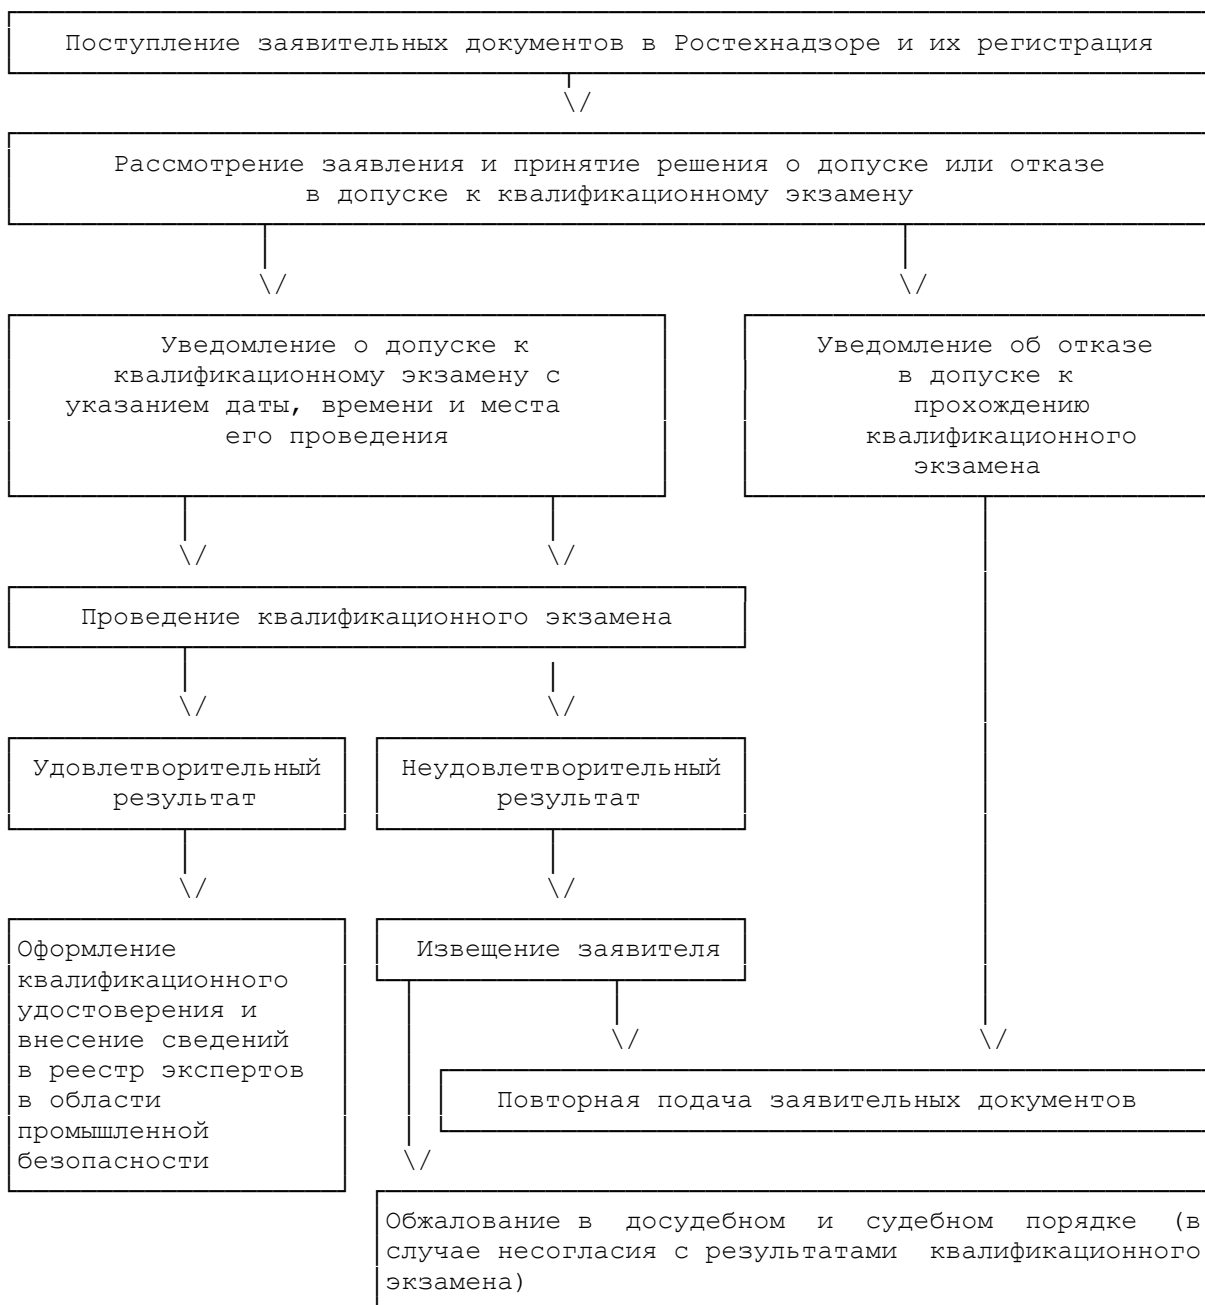 Поступление заявительных документов в Ростехнадзоре и их регистрация
Рассмотрение заявления и принятие решения о допуске или отказе
в допуске к квалификационному экзамену
Уведомление о допуске к
квалификационному экзамену с
указанием даты, времени и места
его проведения
Уведомление об отказе
в допуске к
прохождению
квалификационного
экзамена
Проведение квалификационного экзамена
Удовлетворительный
результат
Неудовлетворительный
результат
Оформление
квалификационного
удостоверения и
внесение сведений
в реестр экспертов
в области
промышленной
безопасности
Извещение заявителя
Повторная подача заявительных документов
Обжалование в досудебном и судебном порядке (в
случае несогласия с результатами квалификационного
экзамена)